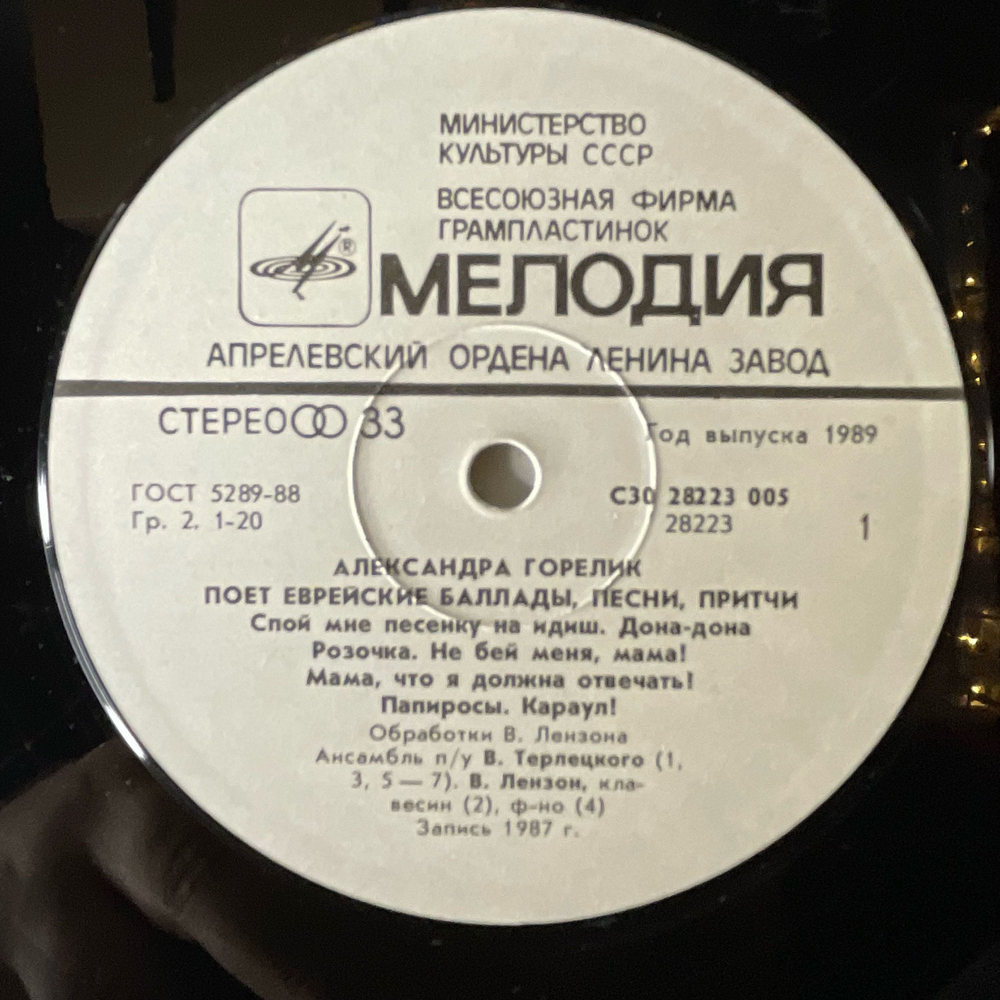 МИНИСТЕРСТВО
КУЛЬТУРЫ СССР
ВСЕСОЮЗНАЯ ФИРМА
ГРАМПЛАСТИНОК
®
МЕЛОДИЯ
АПРЕЛЕВСКИЙ ОРДЕНА ЛЕНИНА ЗАВОД
СТЕРЕО 33
Год выпуска 1989
ГОСТ 5289-88
С30 28223 005
Гр. 2. 1-20
28223
1
АЛЕКСАНДРА ГОРЕЛИК
ПОЕТ ЕВРЕЙСКИЕ БАЛЛАДЫ, ПЕСНИ, ПРИТЧИ
Спой мне песенку на идиш. Дона-дона
Розочка. Не бей меня, мама!
Мама, что я должна отвечать!
Папиросы. Караул!
Обработки В. Лензона
Ансамбль п/у В. Терлецкого (1,
3, 5 — 7). В. Лензон, кла-
весин (2), ф-но (4)
Запись 1987 г.